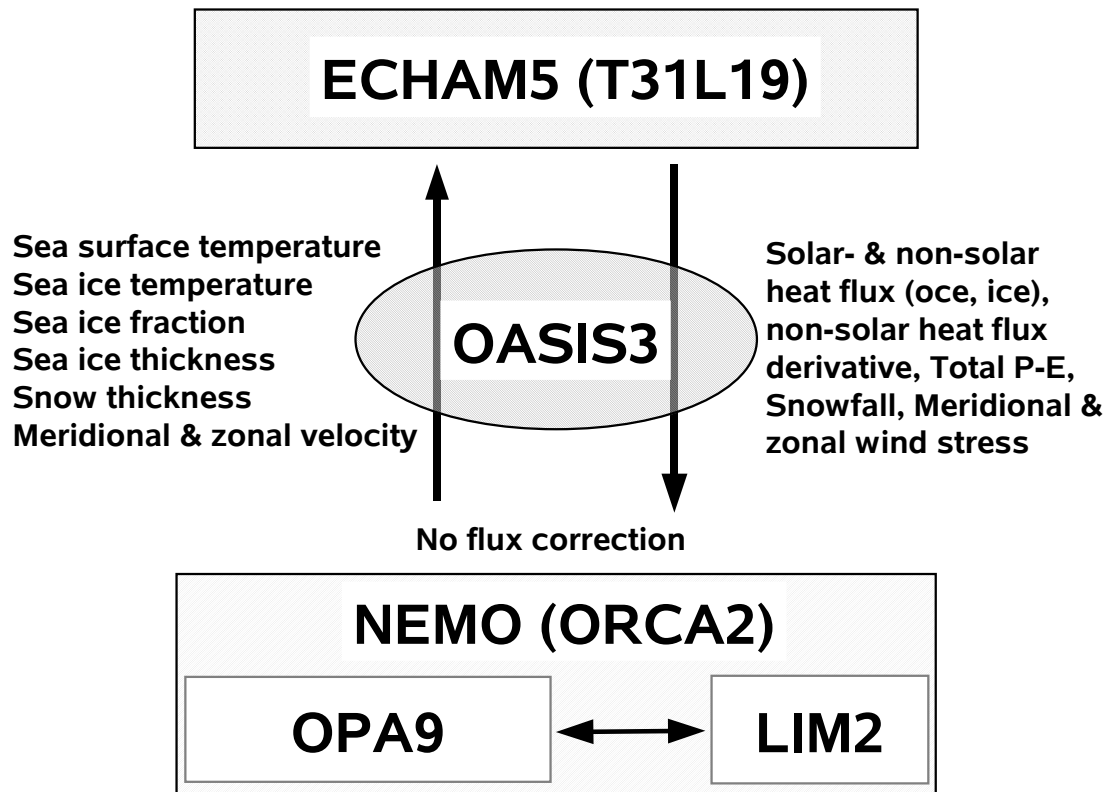 ECHAM5 (T31L19)
Sea surface temperature
Sea ice temperature
Sea ice fraction
Sea ice thickness
Snow thickness
Meridional & zonal velocity
OASIS3
Solar- & non-solar
heat flux (oce, ice),
non-solar heat flux
derivative, Total P-E,
Snowfall, Meridional &
zonal wind stress
No flux correction
NEMO (ORCA2)
OPA9
LIM2